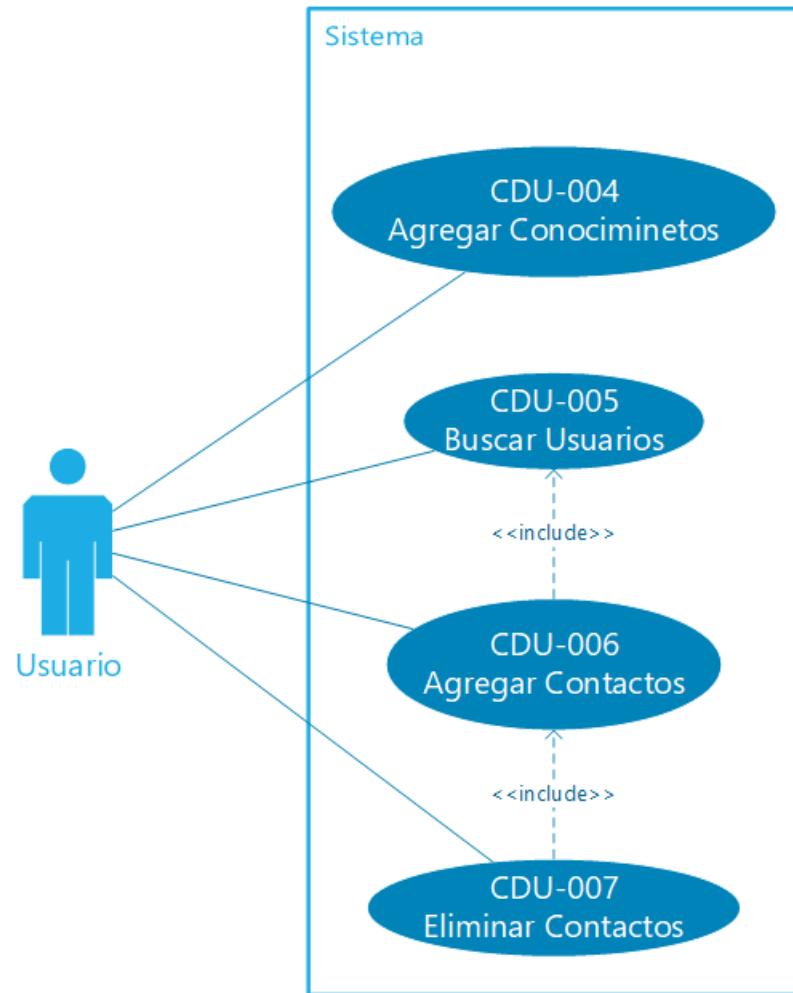 Sistema
CDU-004
Agregar Conociminetos
CDU-005
Buscar Usuarios
<<include>>
CDU-006
Agregar Contactos
Usuario
<<include>>
CDU-007
Eliminar Contactos